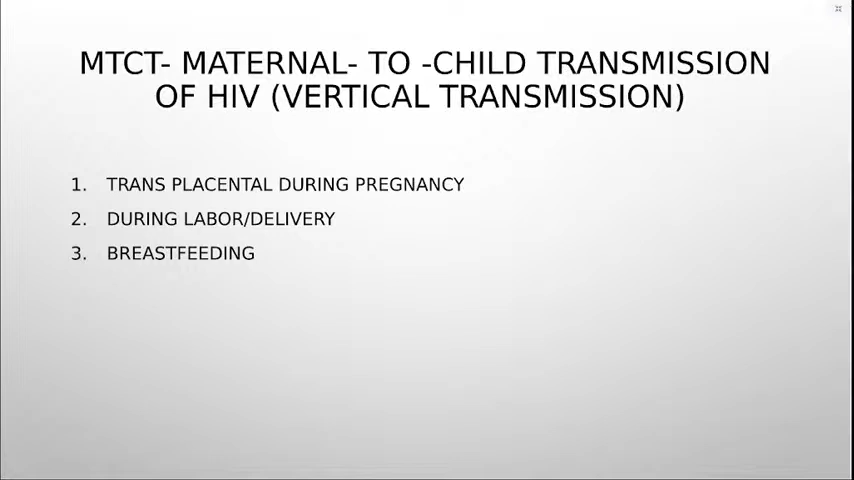 MTCT- MATERNAL- TO -CHILD TRANSMISSION
OF HIV (VERTICAL TRANSMISSION)
1. TRANS PLACENTAL DURING PREGNANCY
2. DURING LABOR/DELIVERY
3. BREASTFEEDING